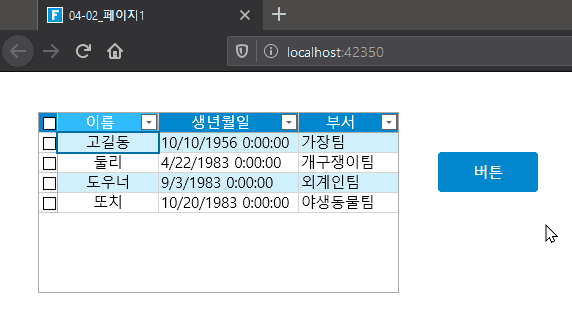 F 04-02_페이지1
localhost:42350
이름 생년월일 부서
고길동 10/10/1956 0:00:00 가장팀
둘리 4/22/1983 0:00:00 개구쟁이팀
도우너 9/3/1983 0:00:00 외계인팀
또치 10/20/1983 0:00:00 야생동물팀
버튼